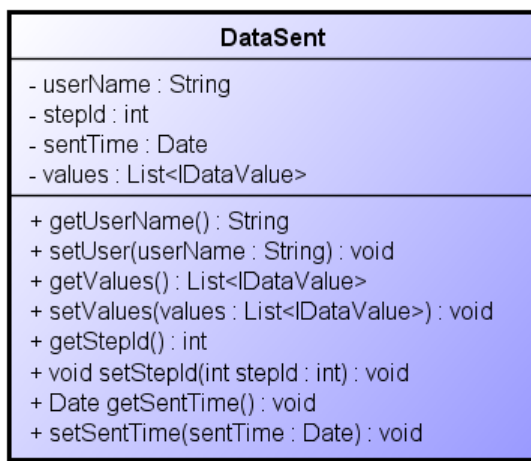 DataSent
- userName : String
- stepId : int
- sentTime : Date
- values : List<IDataValue>
+ getUserName() : String
+ setUser(userName : String) : void
+ getValues() : List<IDataValue>
+ setValues(values : List<IDataValue>) : void
+ getStepId() : int
+ void setStepId(int stepId : int) : void
+ Date getSentTime() : void
+ setSentTime(sentTime : Date) : void